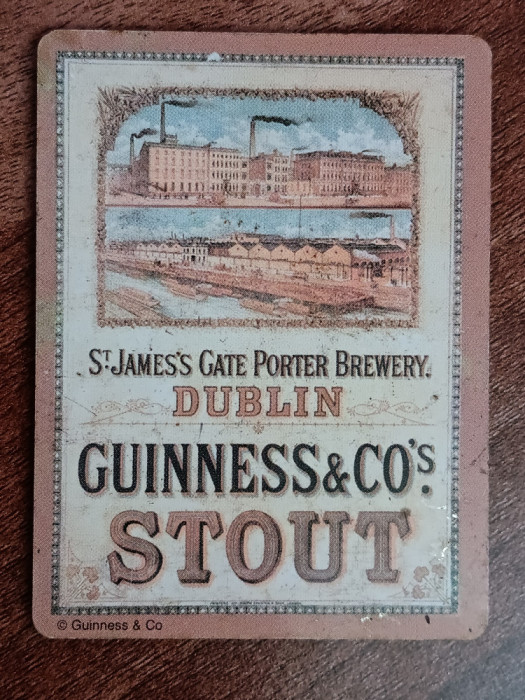 ST JAMES'S GATE PORTER BREWERY.
DUBLIN
GUINNESS & CO'S.
STOUT
© Guinness & Co